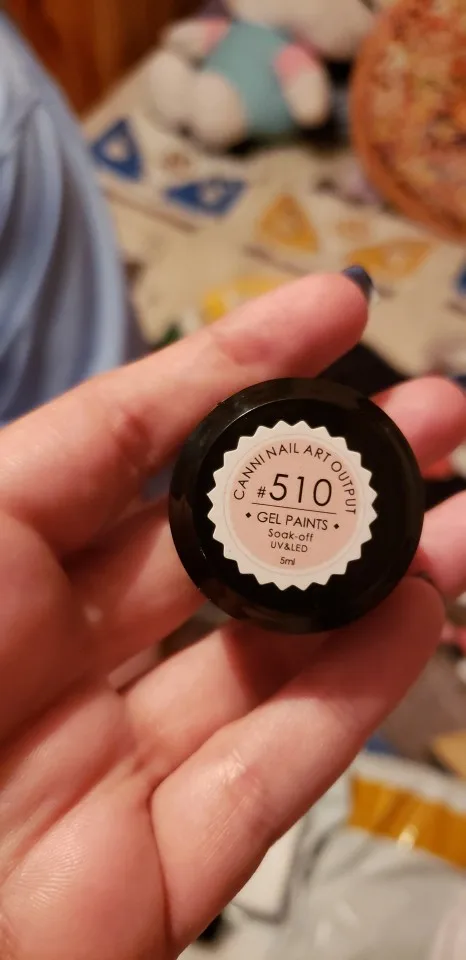 CANNI NAIL ART OUTPUT
#510
• GEL PAINTS •
Soak-off
UV&LED
5ml